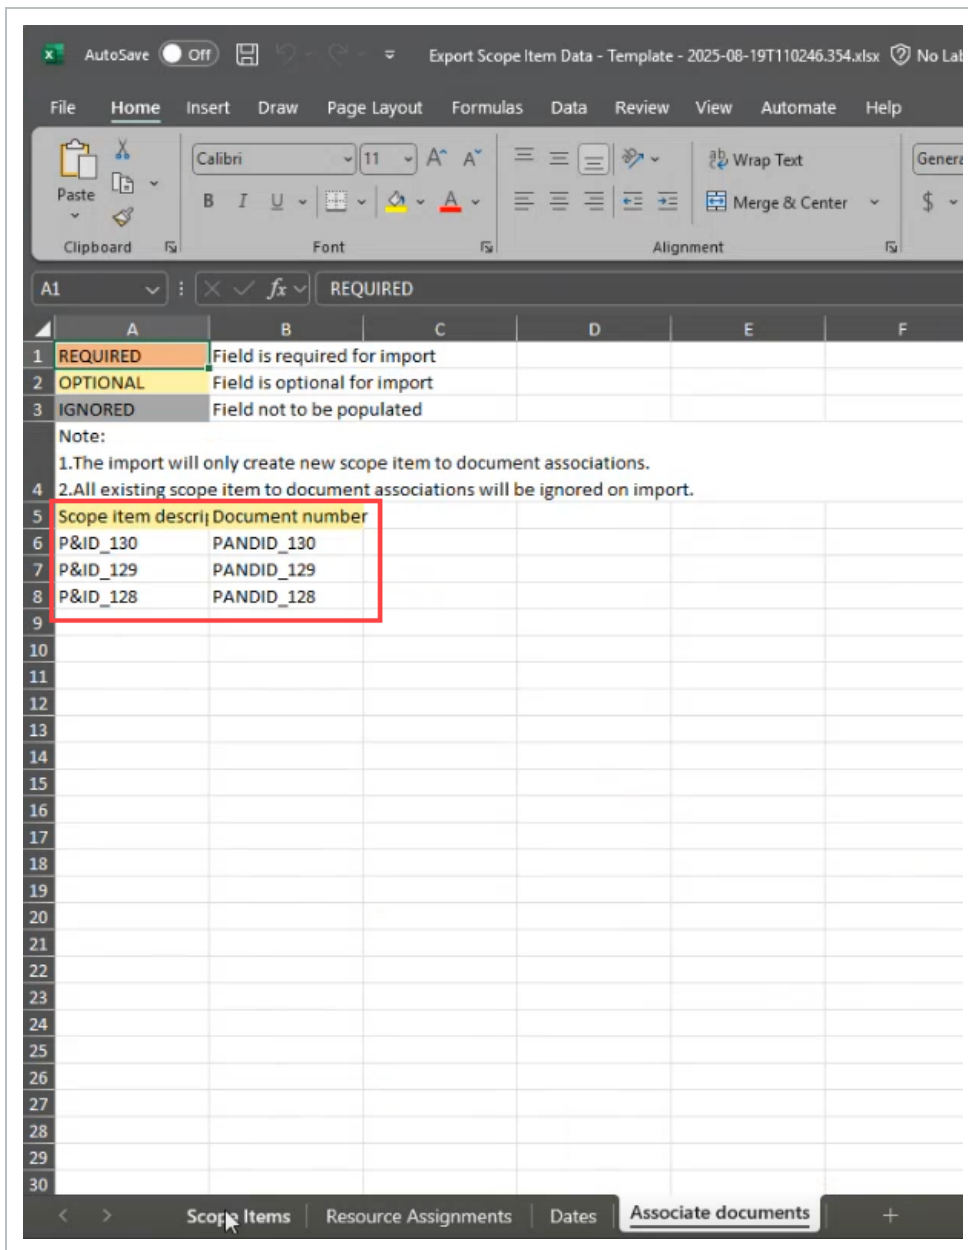 AutoSave Off Export Scope Item Data - Template - 2025-08-19T110246.354.xlsx No Lab
File Home Insert Draw Page Layout Formulas Data Review View Automate Help
Calibri 11 A A ab Wrap Text Genera
Paste B I U A Merge & Center $
Clipboard Font Alignment
A1 fx REQUIRED
A B C D E F
1 REQUIRED Field is required for import
2 OPTIONAL Field is optional for import
3 IGNORED Field not to be populated
Note:
1.The import will only create new scope item to document associations.
4 2.All existing scope item to document associations will be ignored on import.
5 Scope item descrip Document number
6 P&ID_130 PANDID_130
7 P&ID_129 PANDID_129
8 P&ID_128 PANDID_128
9
10
11
12
13
14
15
16
17
18
19
20
21
22
23
24
25
26
27
28
29
30
Scope Items Resource Assignments Dates Associate documents